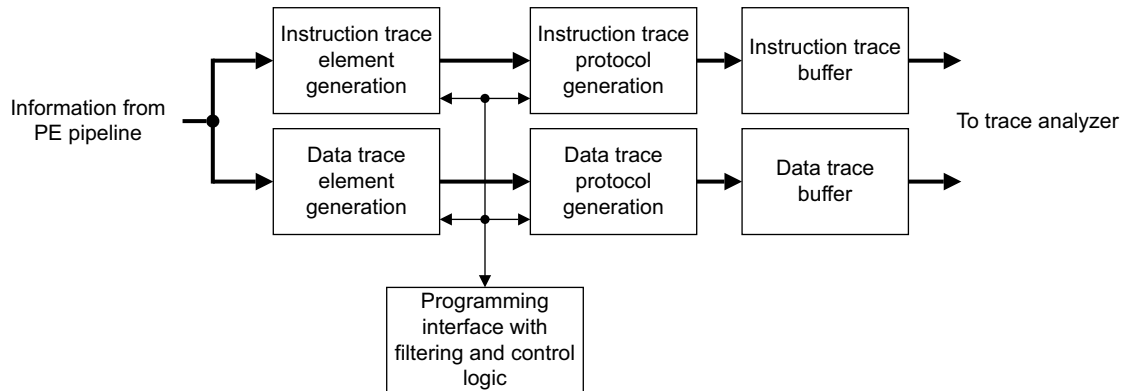 Instruction trace
element
generation
Instruction trace
protocol
generation
Instruction trace
buffer
Information from
PE pipeline
To trace analyzer
Data trace
element
generation
Data trace
protocol
generation
Data trace
buffer
Programming
interface with
filtering and control
logic